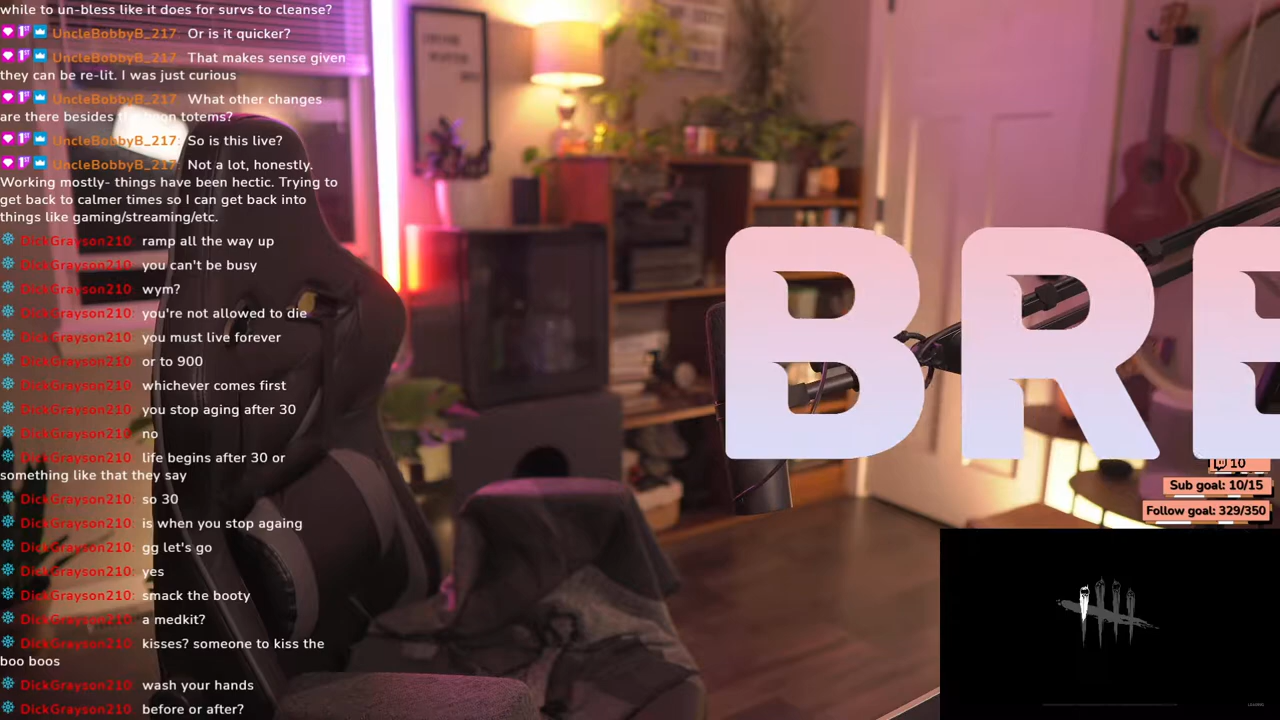 while to un-bless like it does for survs to cleanse?
UncleBobbyB_217: Or is it quicker?
UncleBobbyB_217: That makes sense given
they can be re-lit. I was just curious
UncleBobbyB_217: What other changes
are there besides the boon totems?
UncleBobbyB_217: So is this live?
UncleBobbyB_217: Not a lot, honestly.
Working mostly- things have been hectic. Trying to
get back to calmer times so I can get back into
things like gaming/streaming/etc.
DickGrayson210: ramp all the way up
DickGrayson210: you can't be busy
DickGrayson210: wym?
DickGrayson210: you're not allowed to die
DickGrayson210: you must live forever
DickGrayson210: or to 900
DickGrayson210: whichever comes first
DickGrayson210: you stop aging after 30
DickGrayson210: no
DickGrayson210: life begins after 30 or
something like that they say
DickGrayson210: so 30
DickGrayson210: is when you stop againg
DickGrayson210: gg let's go
DickGrayson210: yes
DickGrayson210: smack the booty
DickGrayson210: a medkit?
DickGrayson210: kisses? someone to kiss the
boo boos
DickGrayson210: wash your hands
DickGrayson210: before or after?
BRE
10
Sub goal: 10/15
Follow goal: 329/350